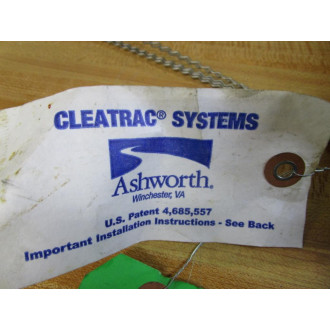 CLEATRAC® SYSTEMS
Ashworth®
Winchester, VA
U.S. Patent 4,685,557
Important Installation Instructions - See Back